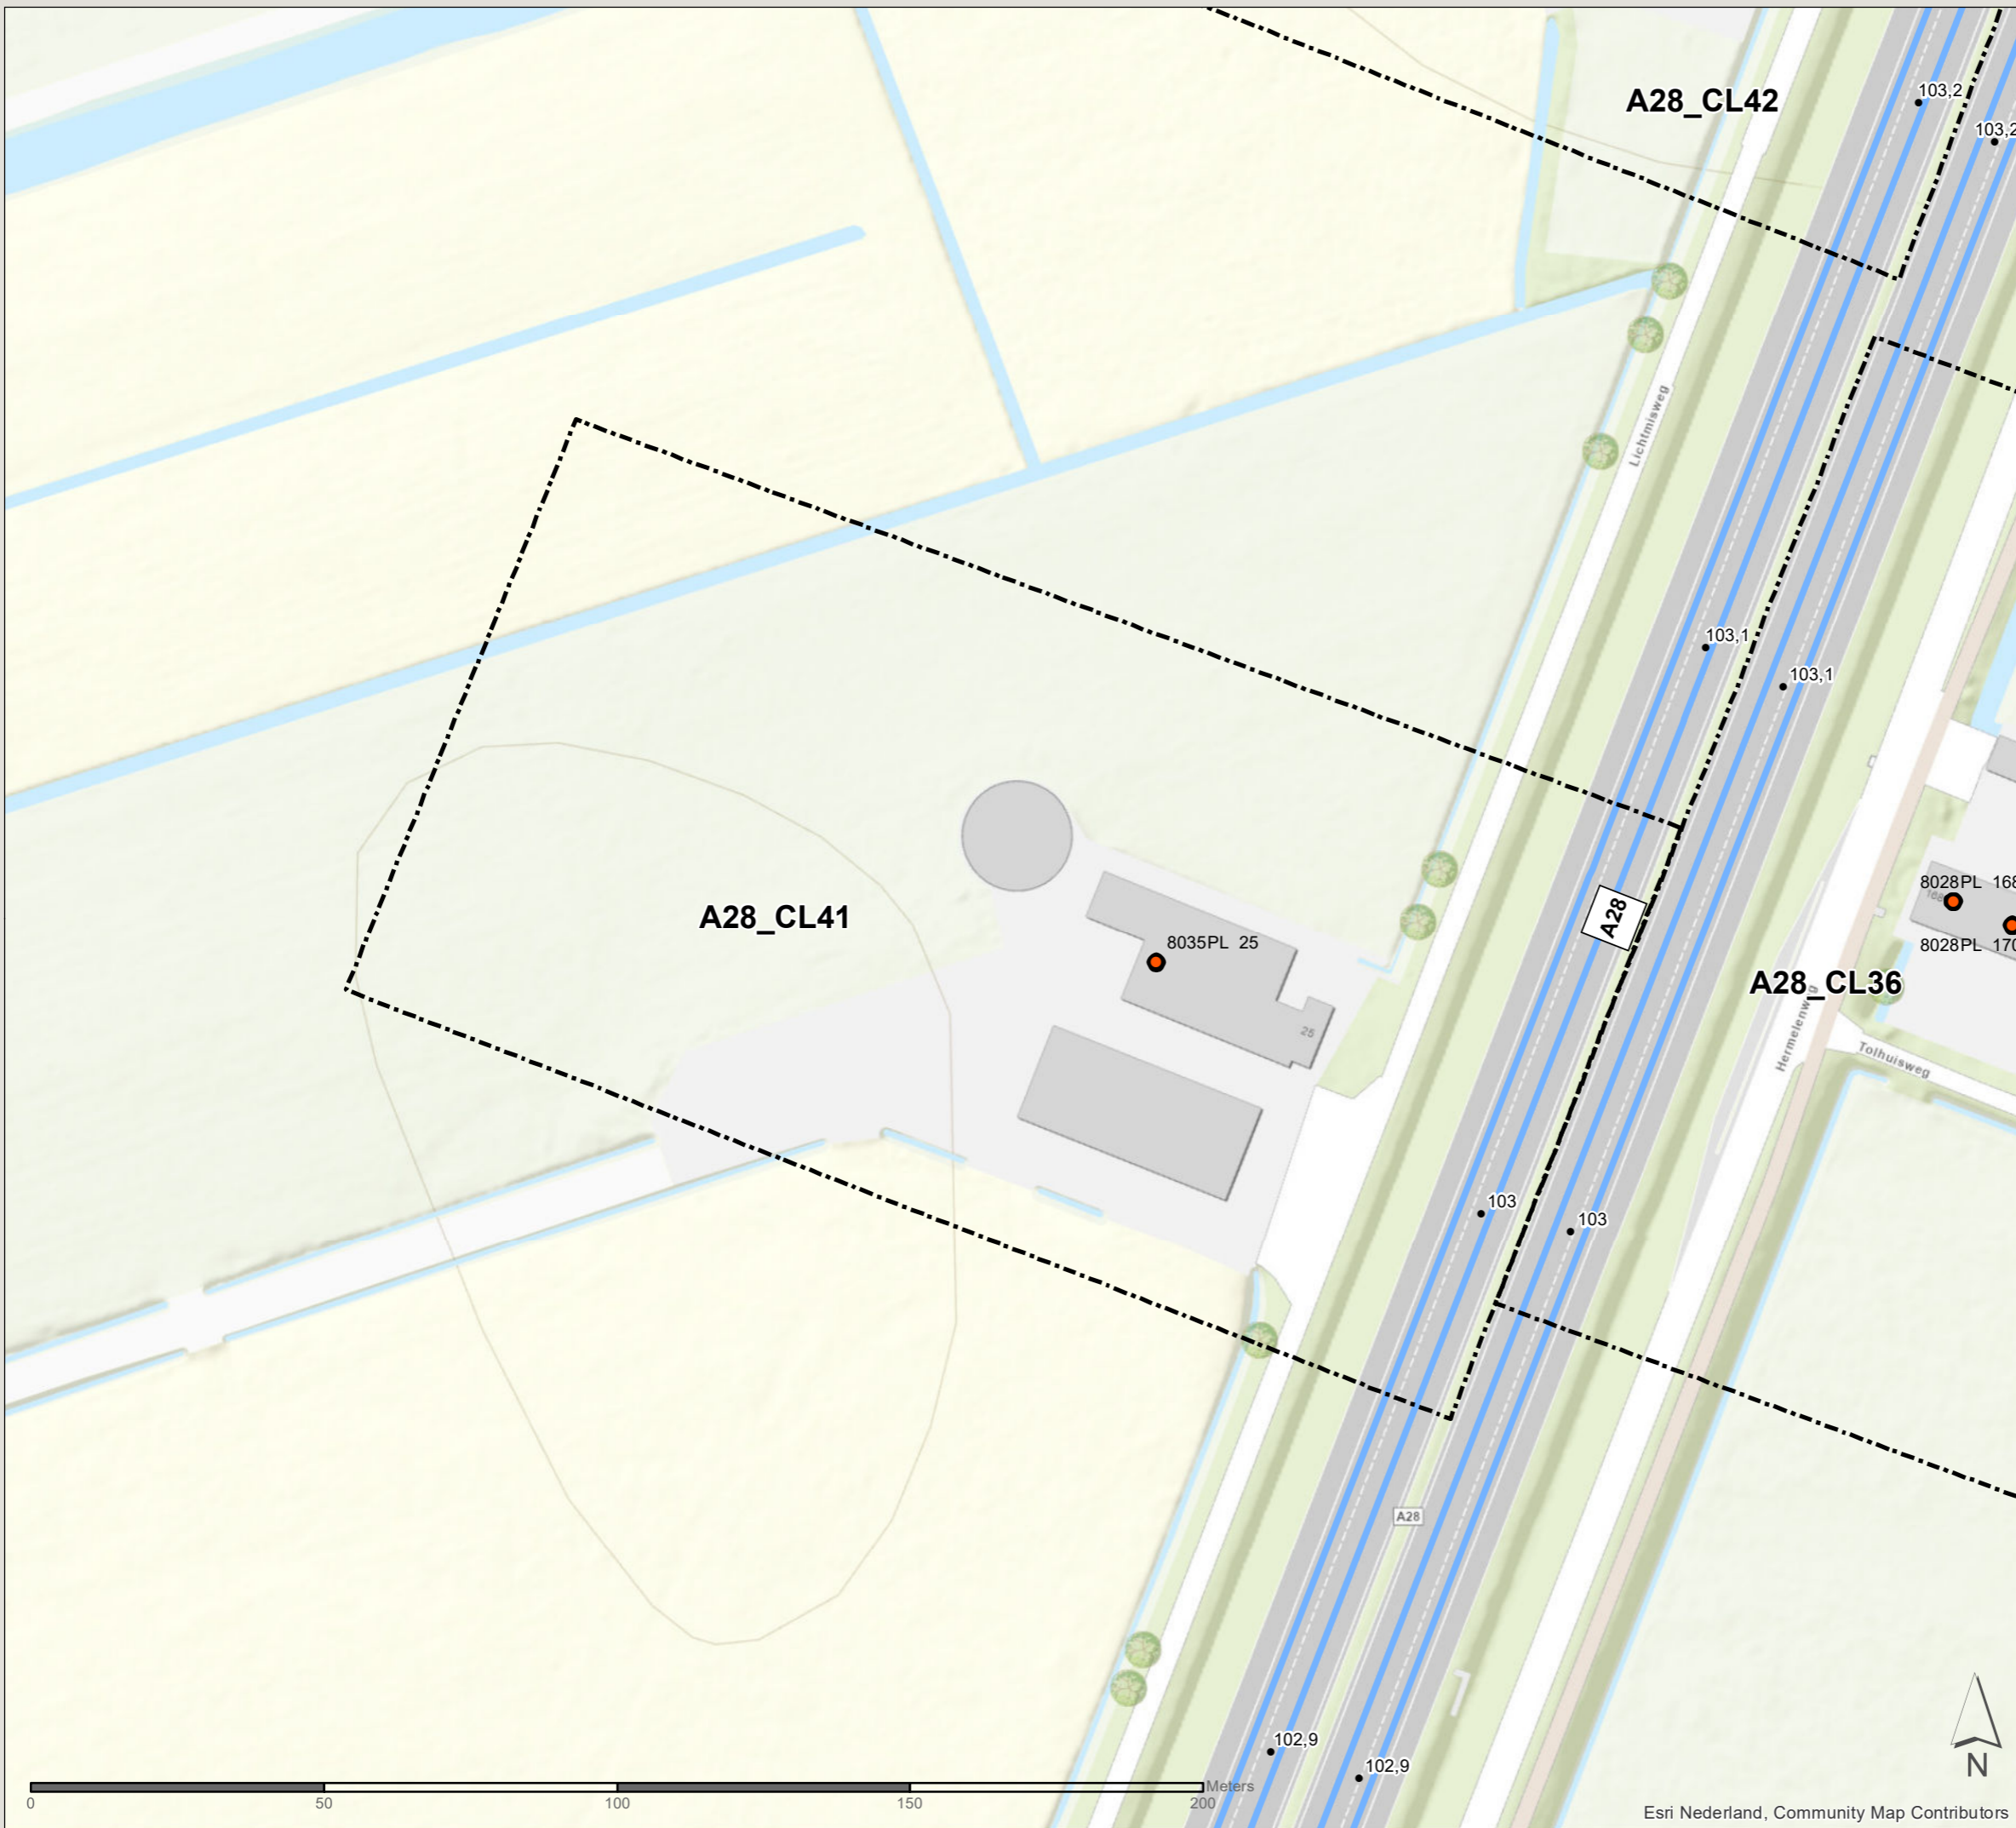 A28_CL42
103,2
103,2
Lichtmisweg
103,1
103,1
A28
8028PL 168
168
8028PL 170
A28_CL41
8035PL 25
25
A28_CL36
Hermelenweg
Tolhuisweg
103
103
A28
102,9
102,9
Meters
0 50 100 150 200
N
Esri Nederland, Community Map Contributors